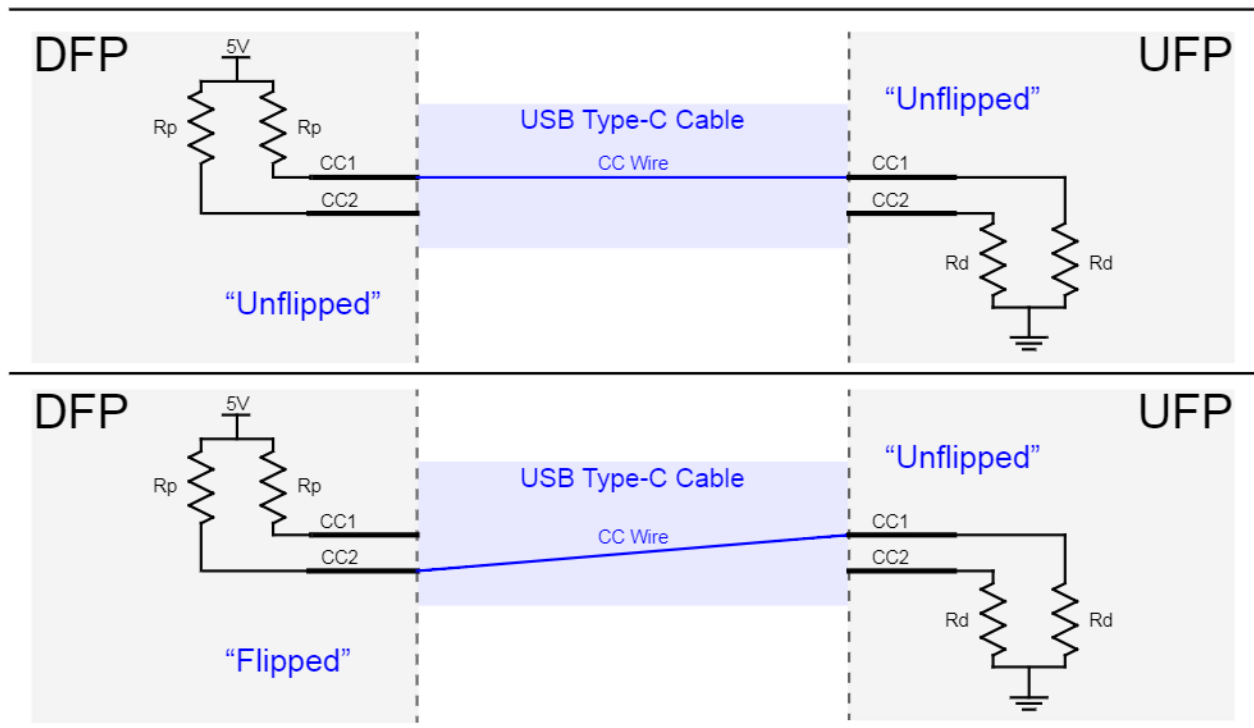 DFP
5V
UFP
“Unflipped”
Rp
Rp
USB Type-C Cable
CC1
CC Wire
CC1
CC2
CC2
Rd
Rd
“Unflipped”
DFP
5V
UFP
“Unflipped”
Rp
Rp
USB Type-C Cable
CC1
CC Wire
CC1
CC2
CC2
Rd
Rd
“Flipped”